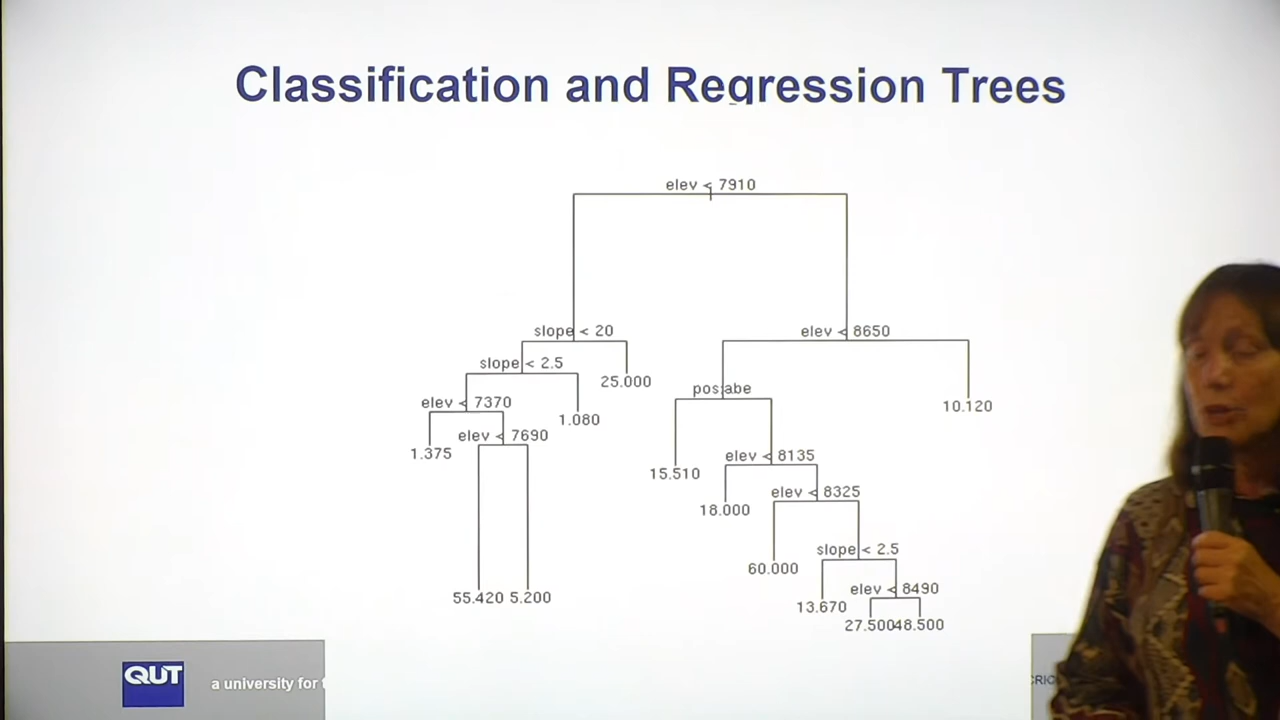 Classification and Regression Trees
elev < 7910
slope < 20
elev < 8650
slope < 2.5
25.000
pos:abe
elev < 7370
10.120
1.080
elev < 7690
1.375
elev < 8135
15.510
elev < 8325
18.000
slope < 2.5
60.000
elev < 8490
55.420
5.200
13.670
27.500
48.500
QUT
a university for
CRIC